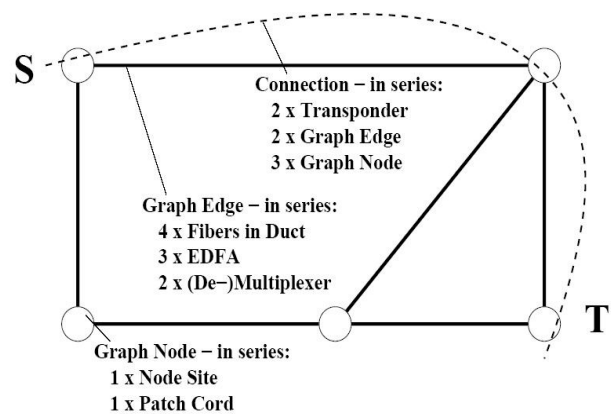 S
Connection – in series:
2 x Transponder
2 x Graph Edge
3 x Graph Node
Graph Edge – in series:
4 x Fibers in Duct
3 x EDFA
2 x (De–)Multiplexer
T
Graph Node – in series:
1 x Node Site
1 x Patch Cord